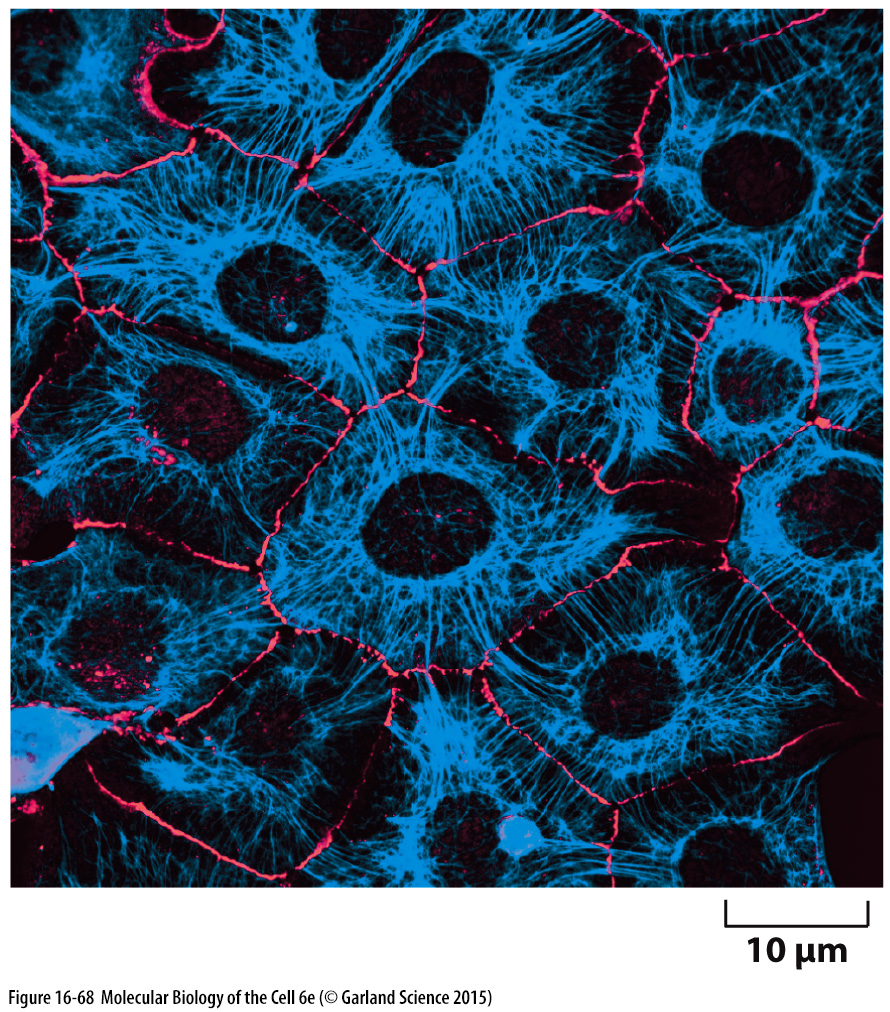 10 µm
Figure 16-68 Molecular Biology of the Cell 6e (© Garland Science 2015)